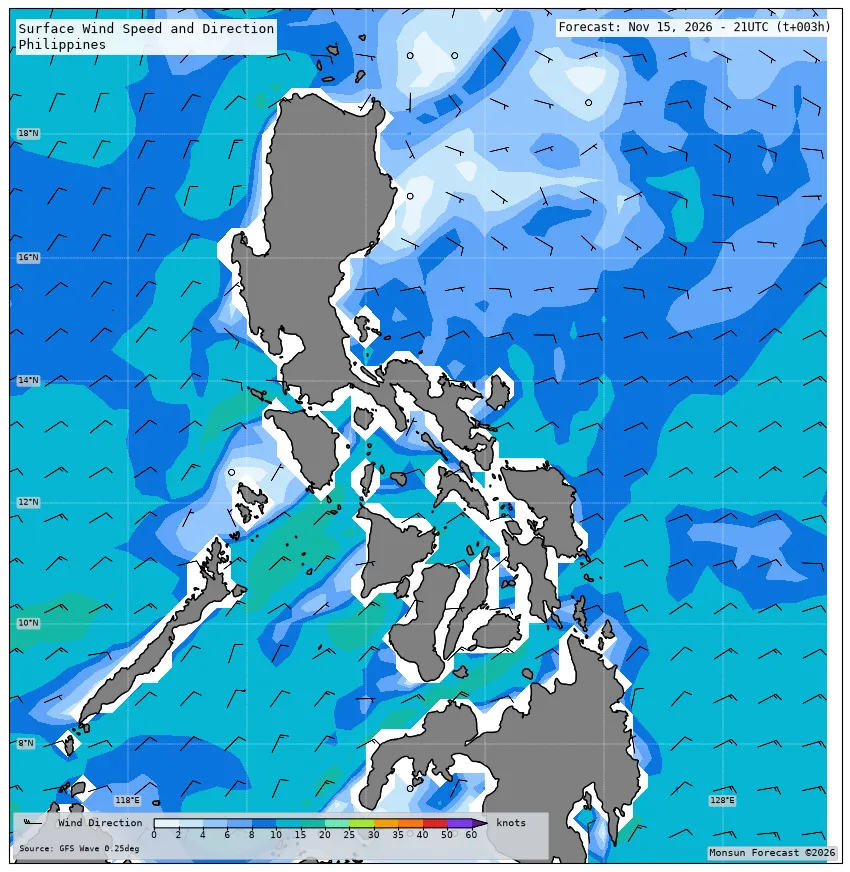 Surface Wind Speed and Direction
Philippines
Forecast: Nov 15, 2026 - 21UTC (t+003h)
18°N
16°N
14°N
12°N
10°N
8°N
118°E
128°E
Wind Direction
0 2 4 6 8 10 15 20 25 30 35 40 50 60 knots
Source: GFS Wave 0.25deg
Monsun Forecast ©2026